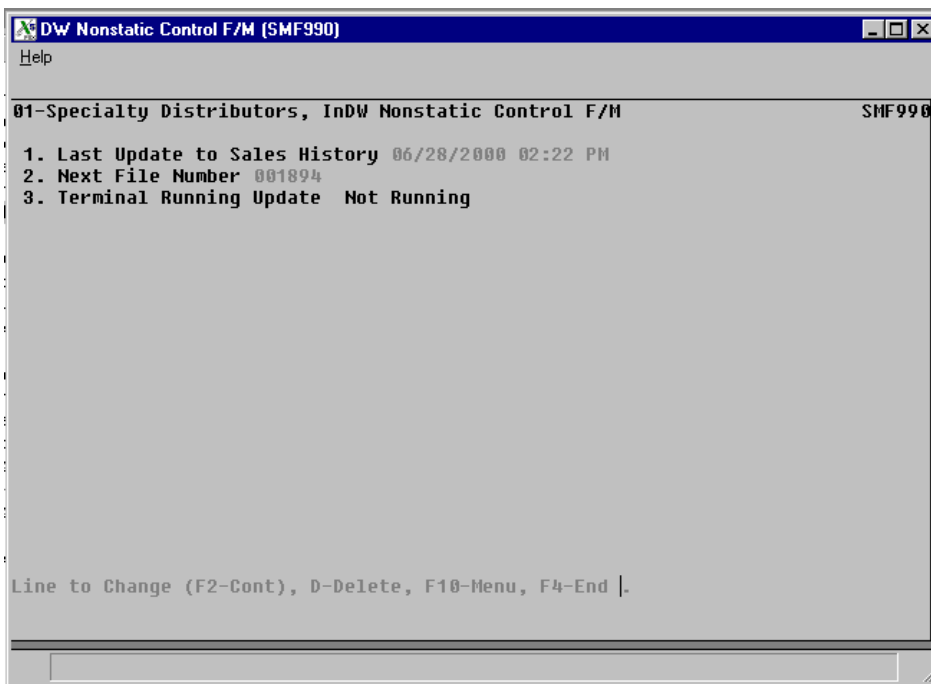 DW Nonstatic Control F/M (SMF990)
Help
01-Specialty Distributors, InDW Nonstatic Control F/M SMF990
1. Last Update to Sales History 06/28/2000 02:22 PM
2. Next File Number 001894
3. Terminal Running Update Not Running
Line to Change (F2-Cont), D-Delete, F10-Menu, F4-End .